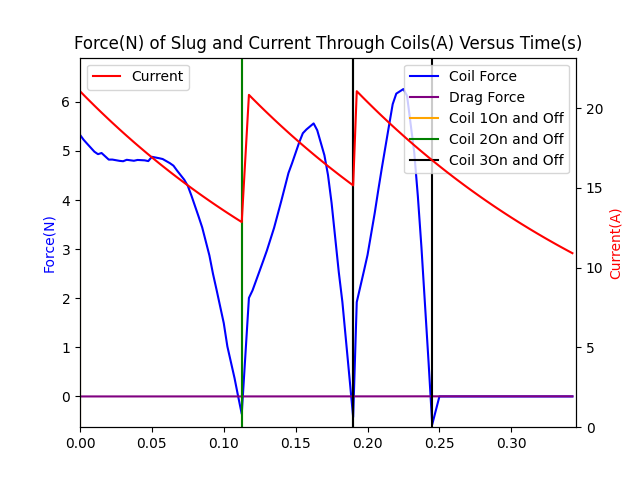 Force(N) of Slug and Current Through Coils(A) Versus Time(s)
Current
Coil Force
Drag Force
Coil 1On and Off
Coil 2On and Off
Coil 3On and Off
Force(N)
6
5
4
3
2
1
0
Current(A)
20
15
10
5
0
0.00 0.05 0.10 0.15 0.20 0.25 0.30